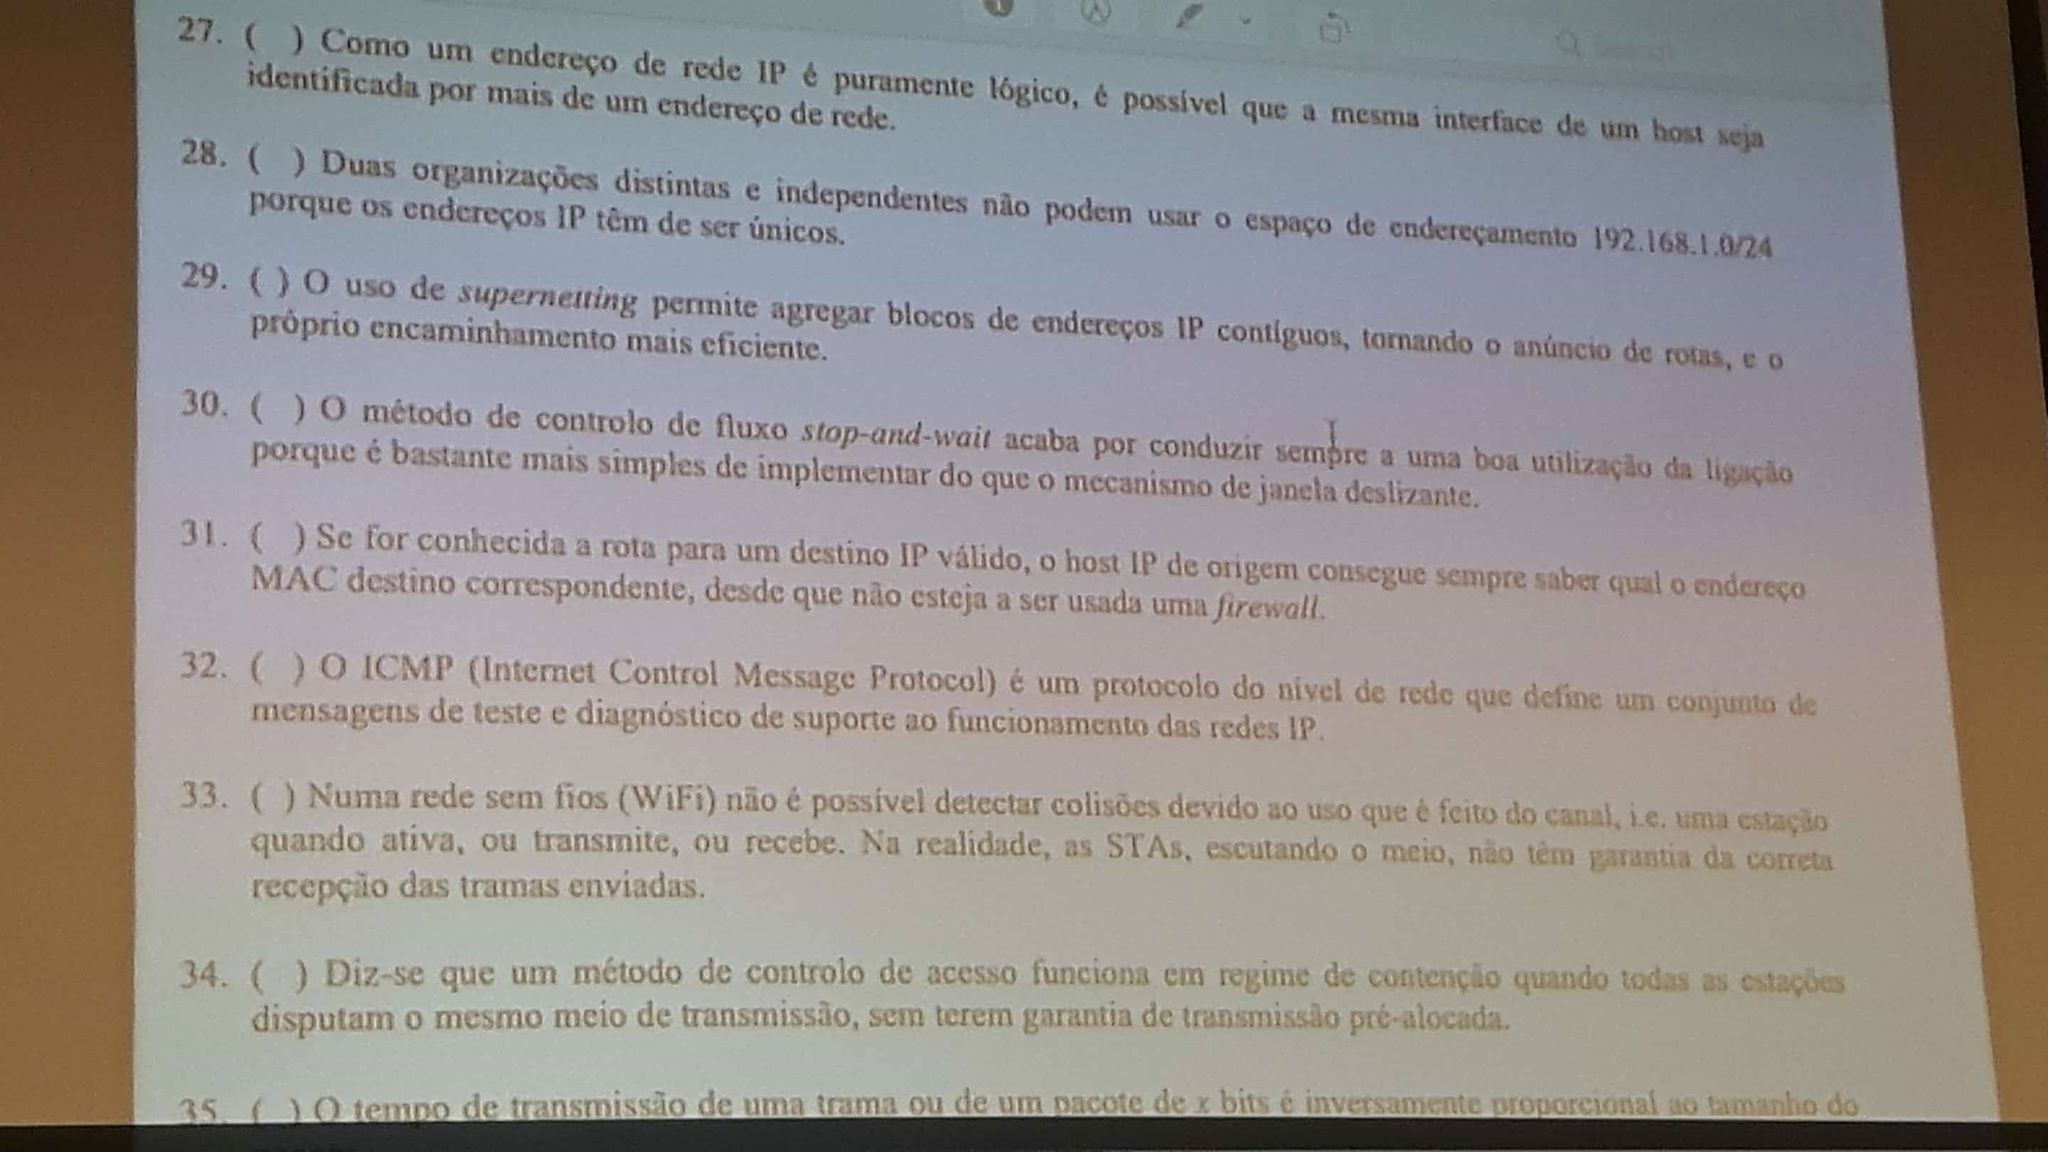 27. ( ) Como um endereço de rede IP é puramente lógico, é possível que a mesma interface de um host seja
identificada por mais de um endereço de rede.
28. ( ) Duas organizações distintas e independentes não podem usar o espaço de endereçamento 192.168.1.0/24
porque os endereços IP têm de ser únicos.
29. ( ) O uso de supernetting permite agregar blocos de endereços IP contíguos, tornando o anúncio de rotas, e o
próprio encaminhamento mais eficiente.
30. ( ) O método de controlo de fluxo stop-and-wait acaba por conduzir sempre a uma boa utilização da ligação
porque é bastante mais simples de implementar do que o mecanismo de janela deslizante.
31. ( ) Se for conhecida a rota para um destino IP válido, o host IP de origem consegue sempre saber qual o endereço
MAC destino correspondente, desde que não esteja a ser usada uma firewall.
32. ( ) O ICMP (Internet Control Message Protocol) é um protocolo do nível de rede que define um conjunto de
mensagens de teste e diagnóstico de suporte ao funcionamento das redes IP.
33. ( ) Numa rede sem fios (WiFi) não é possível detectar colisões devido ao uso que é feito do canal, i.e. uma estação
quando ativa, ou transmite, ou recebe. Na realidade, as STAs, escutando o meio, não têm garantia da correta
recepção das tramas enviadas.
34. ( ) Diz-se que um método de controlo de acesso funciona em regime de contenção quando todas as estações
disputam o mesmo meio de transmissão, sem terem garantia de transmissão pré-alocada.
35. ( ) O tempo de transmissão de uma trama ou de um pacote de x bits é inversamente proporcional ao tamanho do